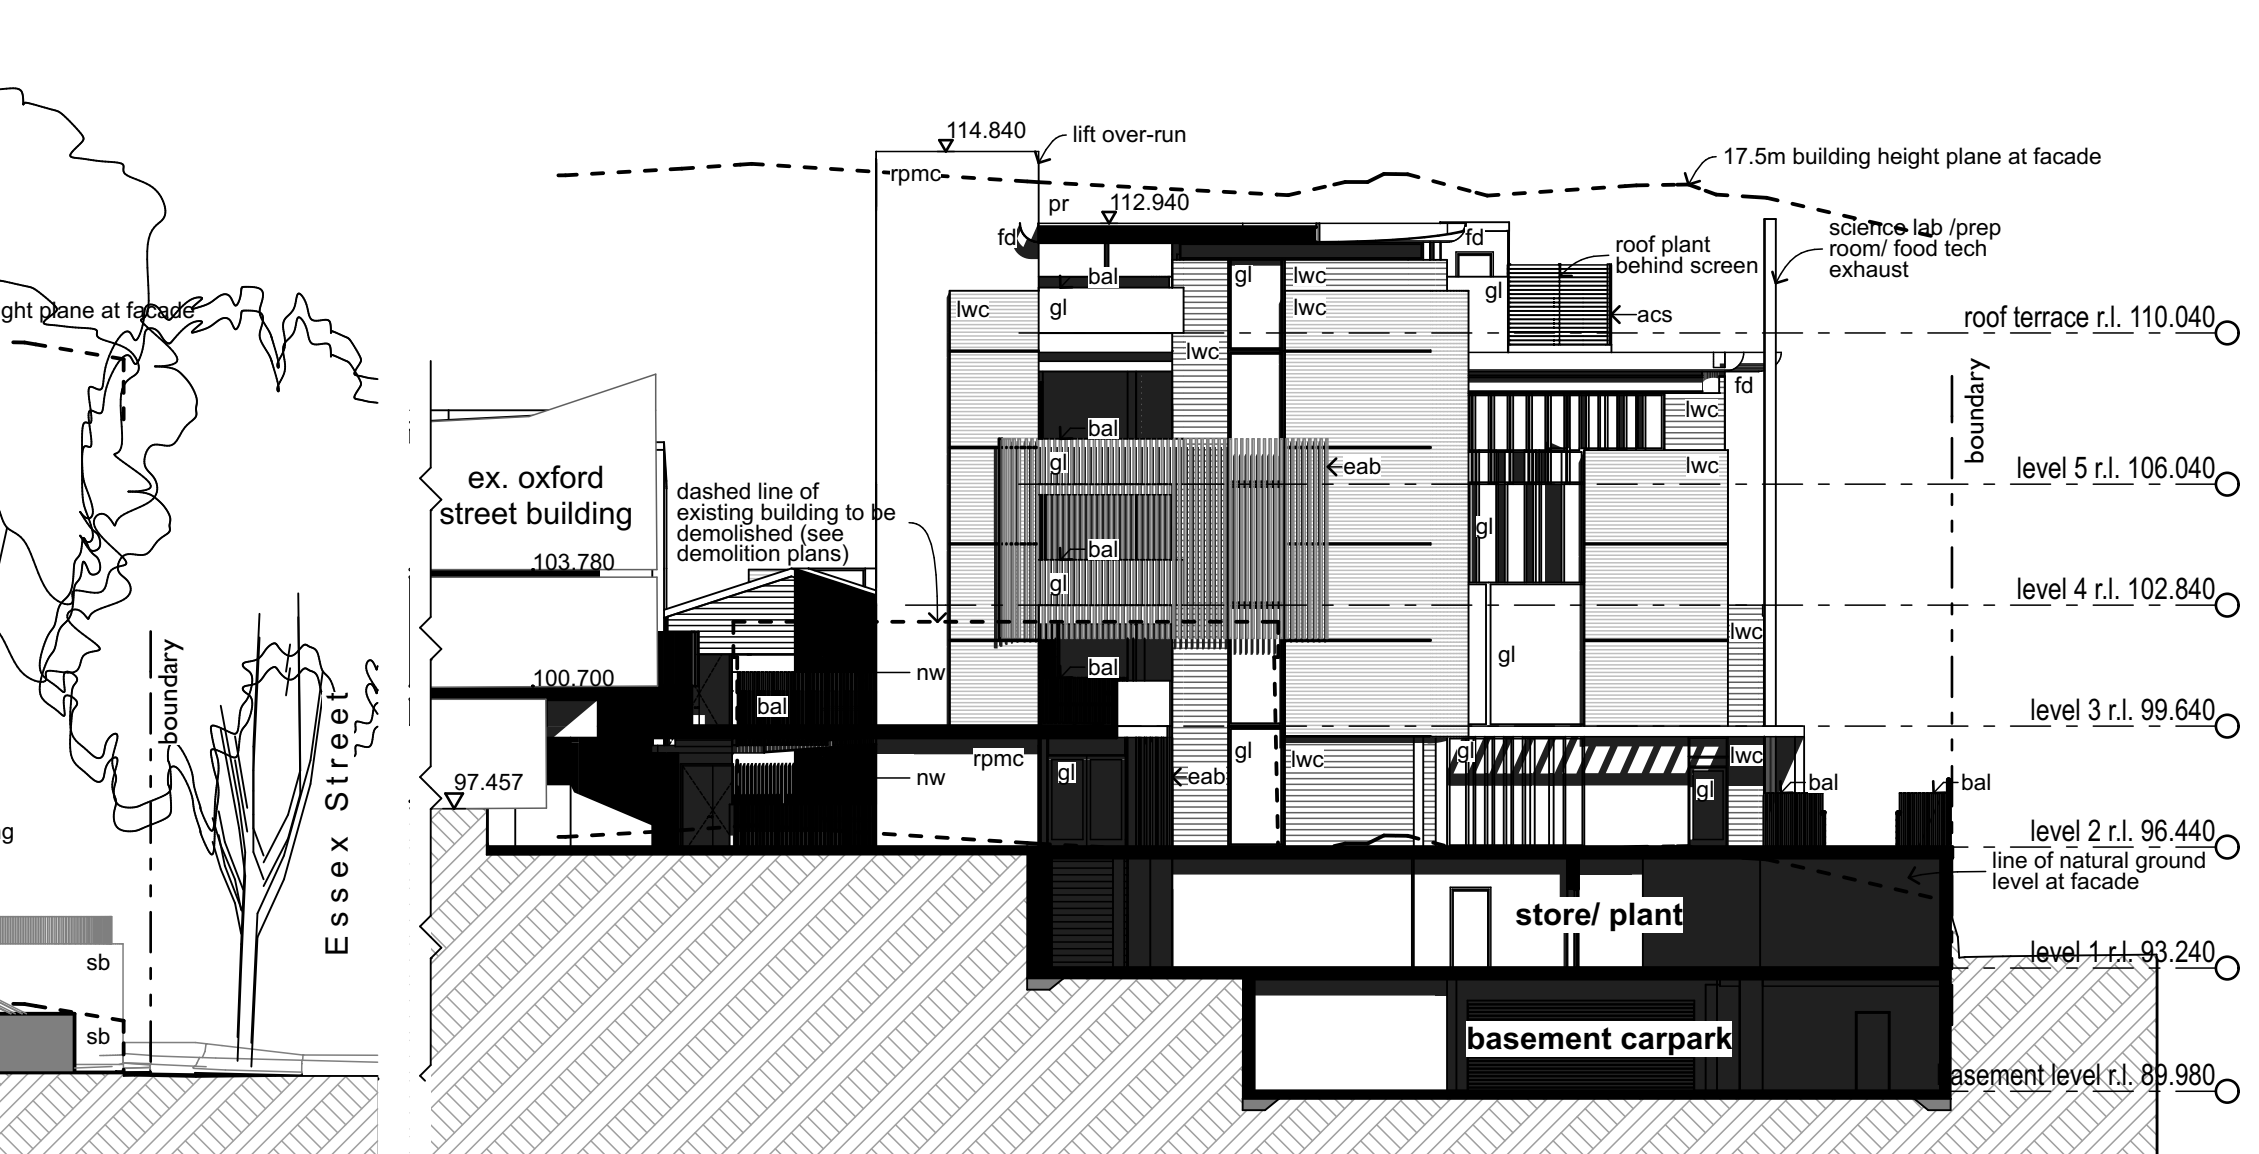 114.840
lift over-run
17.5m building height plane at facade
rpmc
pr
112.940
fd
fd
science lab /prep
room/ food tech
exhaust
roof plant
behind screen
bal
gl
lwc
gl
lwc
gl
lwc
ght plane at facade
acs
roof terrace r.l. 110.040
lwc
fd
boundary
lwc
bal
gl
eab
lwc
level 5 r.l. 106.040
ex. oxford
street building
dashed line of
existing building to be
demolished (see
demolition plans)
gl
bal
103.780
gl
level 4 r.l. 102.840
lwc
gl
boundary
nw
bal
100.700
bal
level 3 r.l. 99.640
Essex Street
rpmc
gl
gl
lwc
gl
lwc
97.457
nw
eab
gl
bal
bal
g
level 2 r.l. 96.440
line of natural ground
level at facade
store/ plant
sb
level 1 r.l. 93.240
sb
basement carpark
asement level r.l. 89.980